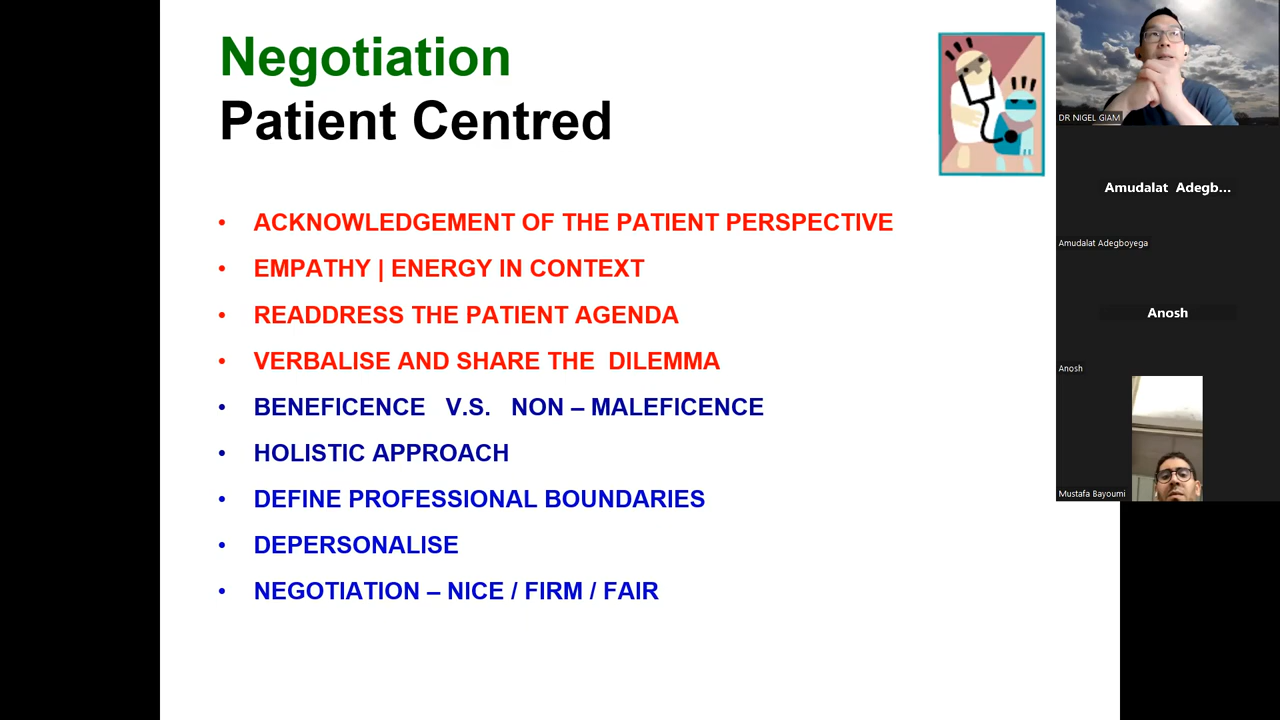 Negotiation
Patient Centred
• ACKNOWLEDGEMENT OF THE PATIENT PERSPECTIVE
• EMPATHY | ENERGY IN CONTEXT
• READDRESS THE PATIENT AGENDA
• VERBALISE AND SHARE THE DILEMMA
• BENEFICENCE V.S. NON – MALEFICENCE
• HOLISTIC APPROACH
• DEFINE PROFESSIONAL BOUNDARIES
• DEPERSONALISE
• NEGOTIATION – NICE / FIRM / FAIR
DR NIGEL GIAM
Amudalat Adegb...
Amudalat Adegboyega
Anosh
Anosh
Mustafa Bayoumi